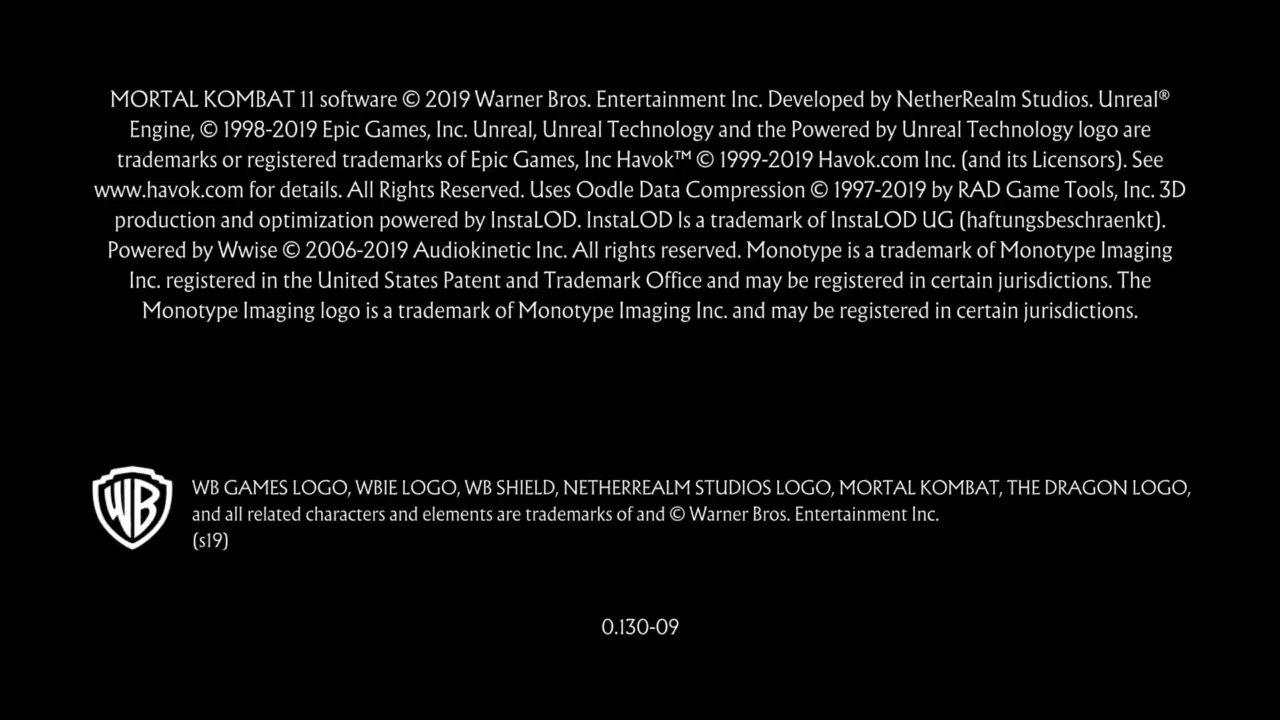 MORTAL KOMBAT 11 software © 2019 Warner Bros. Entertainment Inc. Developed by NetherRealm Studios. Unreal®
Engine, © 1998-2019 Epic Games, Inc. Unreal, Unreal Technology and the Powered by Unreal Technology logo are
trademarks or registered trademarks of Epic Games, Inc Havok™ © 1999-2019 Havok.com Inc. (and its Licensors). See
www.havok.com for details. All Rights Reserved. Uses Oodle Data Compression © 1997-2019 by RAD Game Tools, Inc. 3D
production and optimization powered by InstaLOD. InstaLOD Is a trademark of InstaLOD UG (haftungsbeschraenkt).
Powered by Wwise © 2006-2019 Audiokinetic Inc. All rights reserved. Monotype is a trademark of Monotype Imaging
Inc. registered in the United States Patent and Trademark Office and may be registered in certain jurisdictions. The
Monotype Imaging logo is a trademark of Monotype Imaging Inc. and may be registered in certain jurisdictions.
WB
WB GAMES LOGO, WBIE LOGO, WB SHIELD, NETHERREALM STUDIOS LOGO, MORTAL KOMBAT, THE DRAGON LOGO,
and all related characters and elements are trademarks of and © Warner Bros. Entertainment Inc.
(s19)
0.130-09